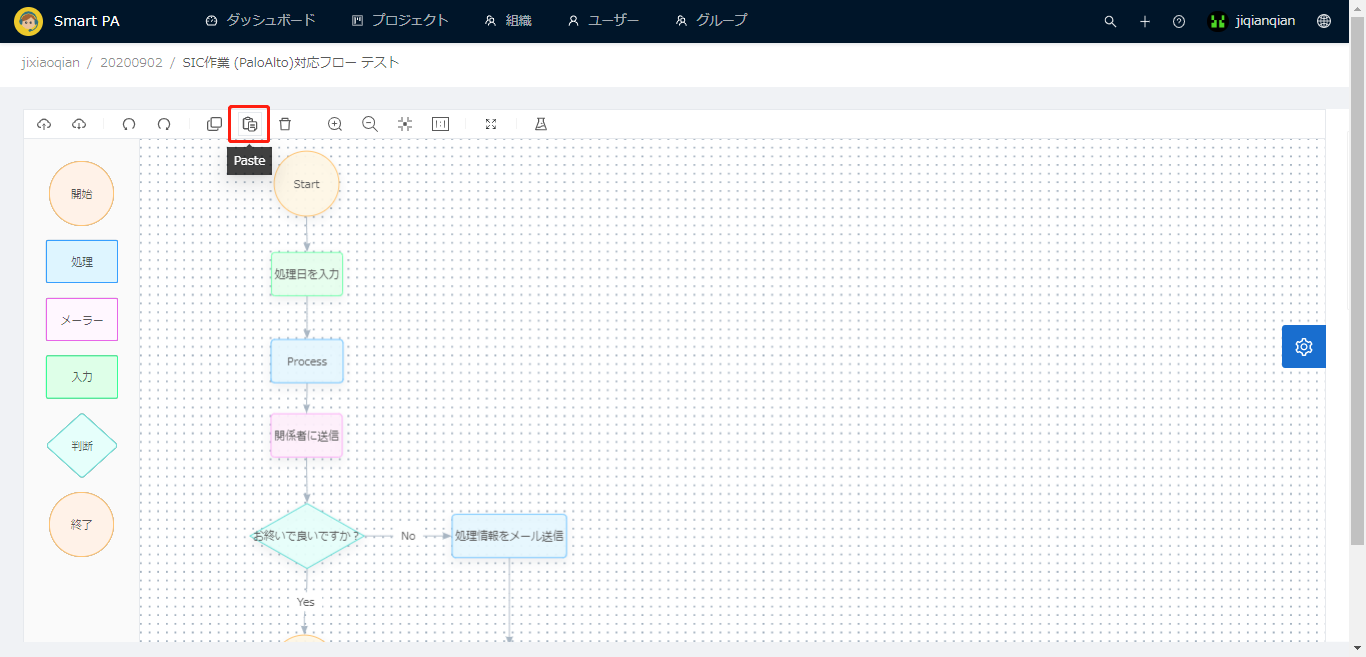 Smart PA ダッシュボード プロジェクト 組織 ユーザー グループ jiqianqian
jixiaoqian / 20200902 / SIC作業 (PaloAlto)対応フロー テスト
Paste
開始
処理
メーラー
入力
判断
終了
Start
処理日を入力
Process
関係者に送信
お終いで良いですか？ No 処理情報をメール送信
Yes